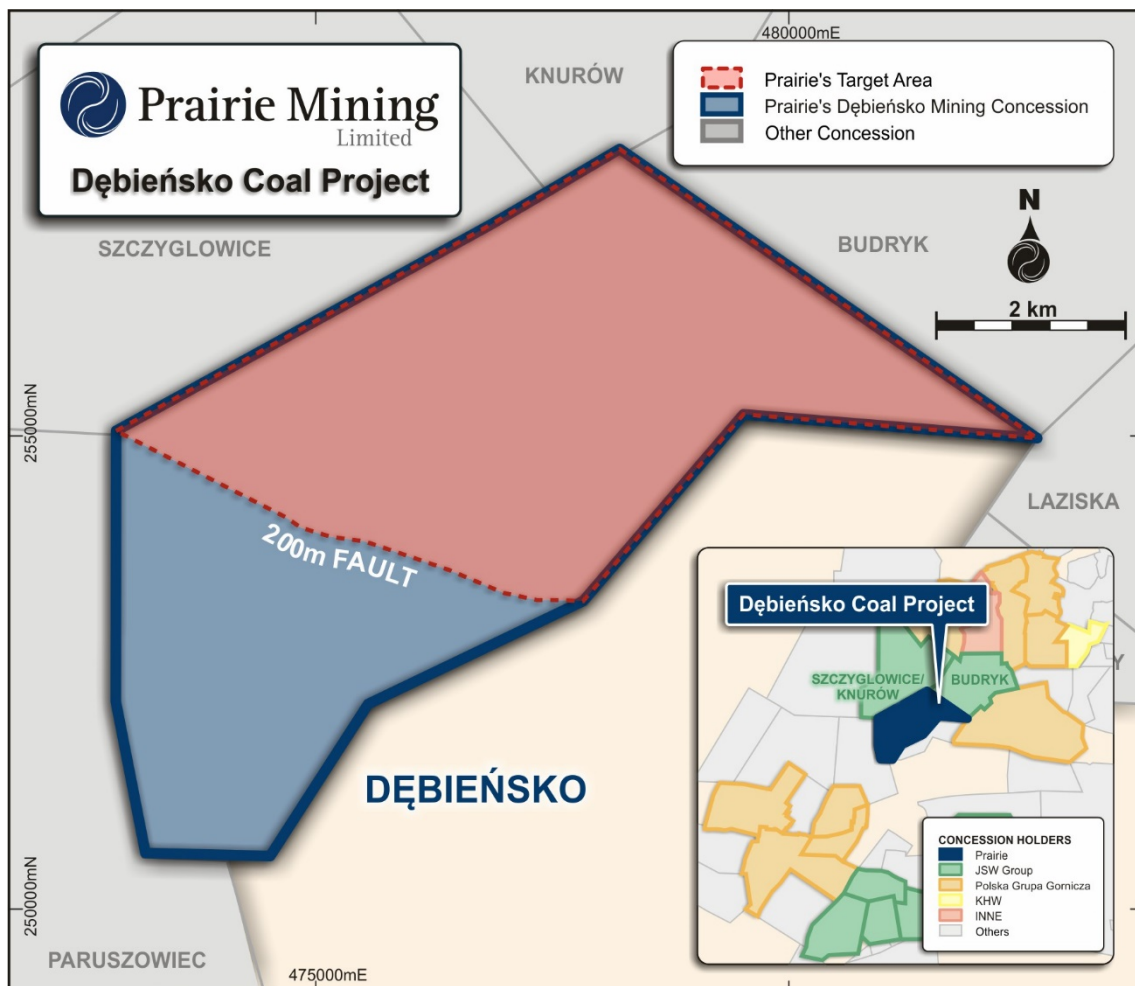 480000mE
Prairie Mining
Limited
Dębieńsko Coal Project
KNURÓW
Prairie's Target Area
Prairie's Dębieńsko Mining Concession
Other Concession
SZCZYGLOWICE
BUDRYK
N
2 km
255000mN
LAZISKA
200m FAULT
DĘBIEŃSKO
Dębieńsko Coal Project
SZCZYGLOWICE/
KNURÓW
BUDRYK
Y
CONCESSION HOLDERS
Prairie
JSW Group
Polska Grupa Gornicza
KHW
INNE
Others
250000mN
PARUSZOWIEC
475000mE